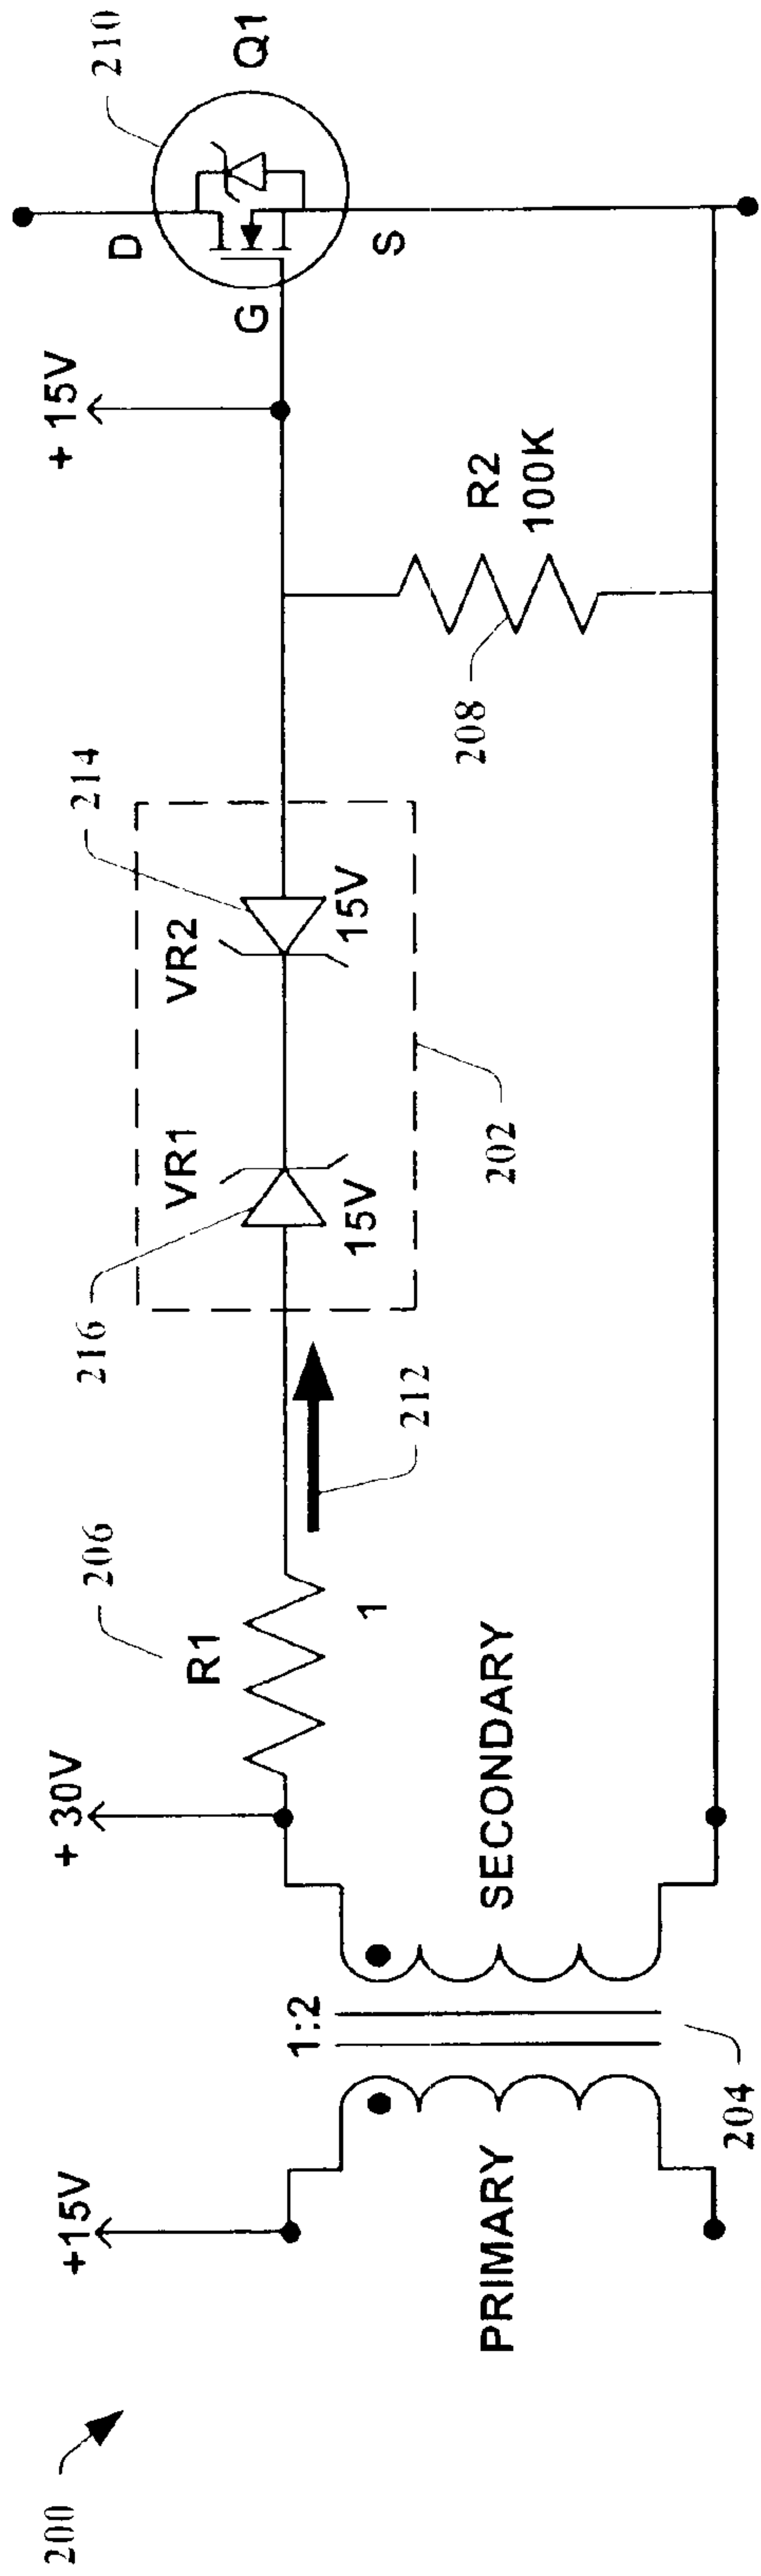 200
+15V
PRIMARY
1:2
204
SECONDARY
+ 30V
R1
206
1
212
216
VR1
15V
202
VR2
15V
214
208
R2
100K
+ 15V
G
D
S
210
Q1